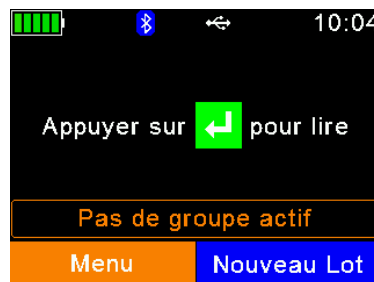 10:04
Appuyer sur pour lire
Pas de groupe actif
Menu Nouveau Lot